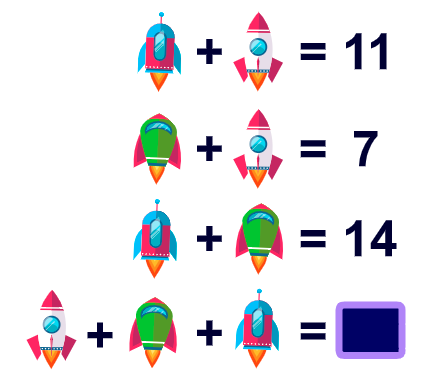 + = 11
+ = 7
+ = 14
+ + =